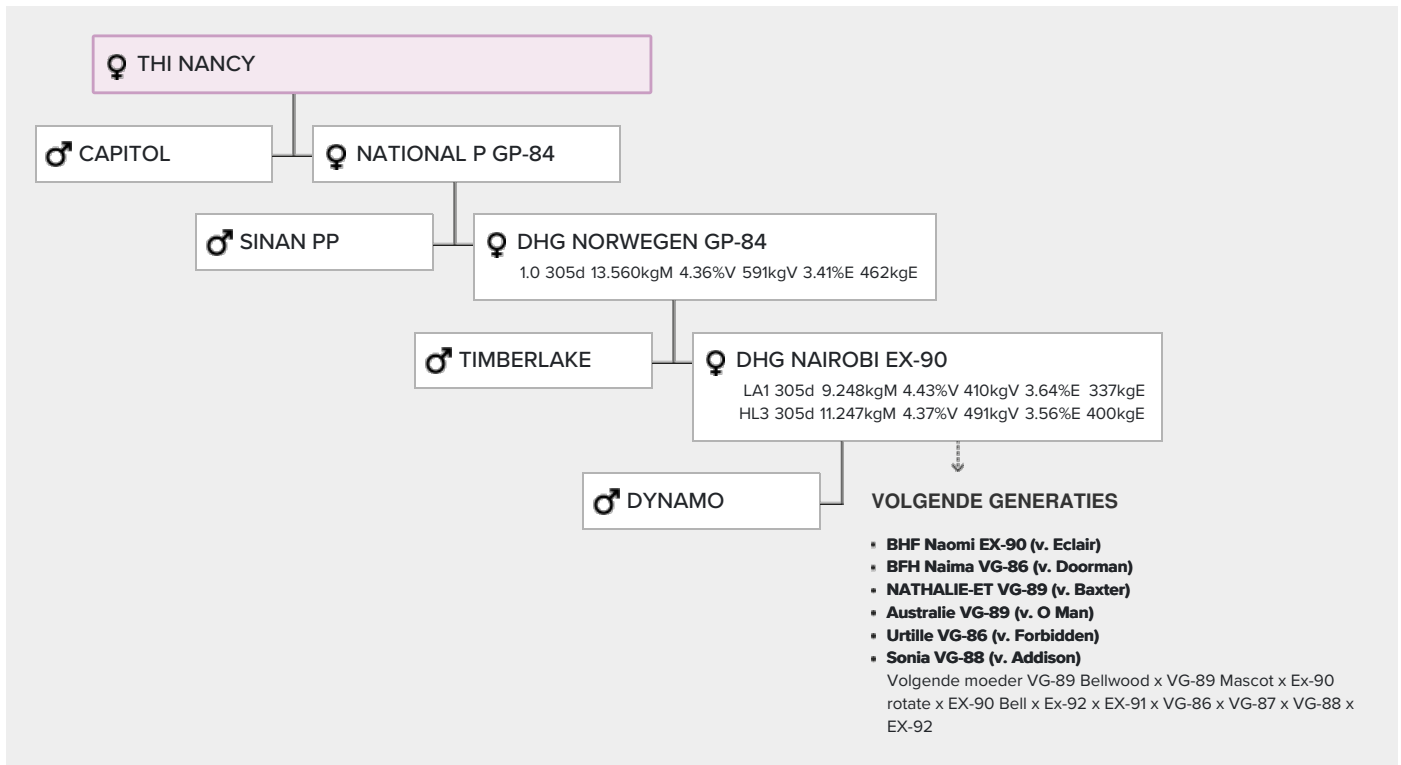 THI NANCY
CAPITOL
NATIONAL P GP-84
SINAN PP
DHG NORWEGEN GP-84
1.0 305d 13.560kgM 4.36%V 591kgV 3.41%E 462kgE
TIMBERLAKE
DHG NAIROBI EX-90
LA1 305d 9.248kgM 4.43%V 410kgV 3.64%E 337kgE
HL3 305d 11.247kgM 4.37%V 491kgV 3.56%E 400kgE
DYNAMO
VOLGENDE GENERATIES
• BHF Naomi EX-90 (v. Eclair)
• BFH Naima VG-86 (v. Doorman)
• NATHALIE-ET VG-89 (v. Baxter)
• Australie VG-89 (v. O Man)
• Urtille VG-86 (v. Forbidden)
• Sonia VG-88 (v. Addison)
Volgende moeder VG-89 Bellwood x VG-89 Mascot x Ex-90
rotate x EX-90 Bell x Ex-92 x EX-91 x VG-86 x VG-87 x VG-88 x
EX-92